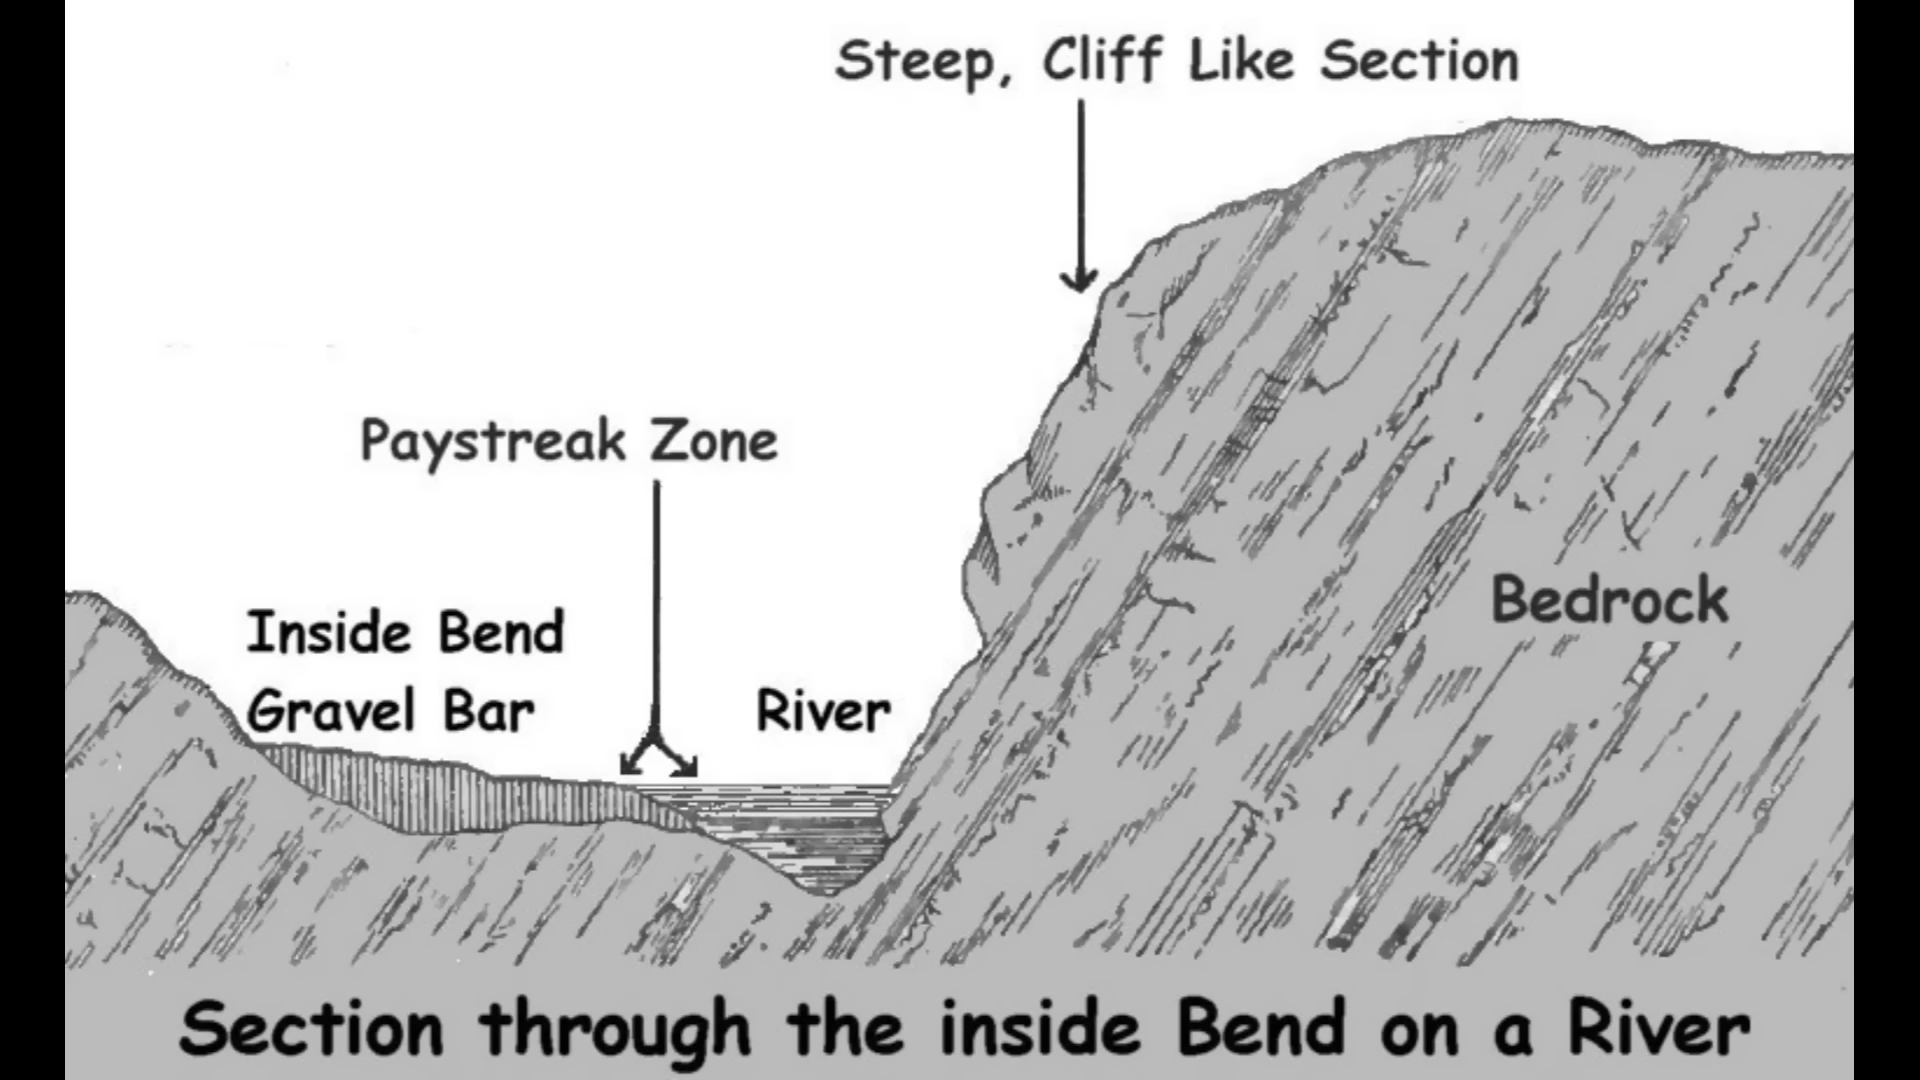 Steep, Cliff Like Section
Paystreak Zone
Inside Bend
Gravel Bar
River
Bedrock
Section through the inside Bend on a River